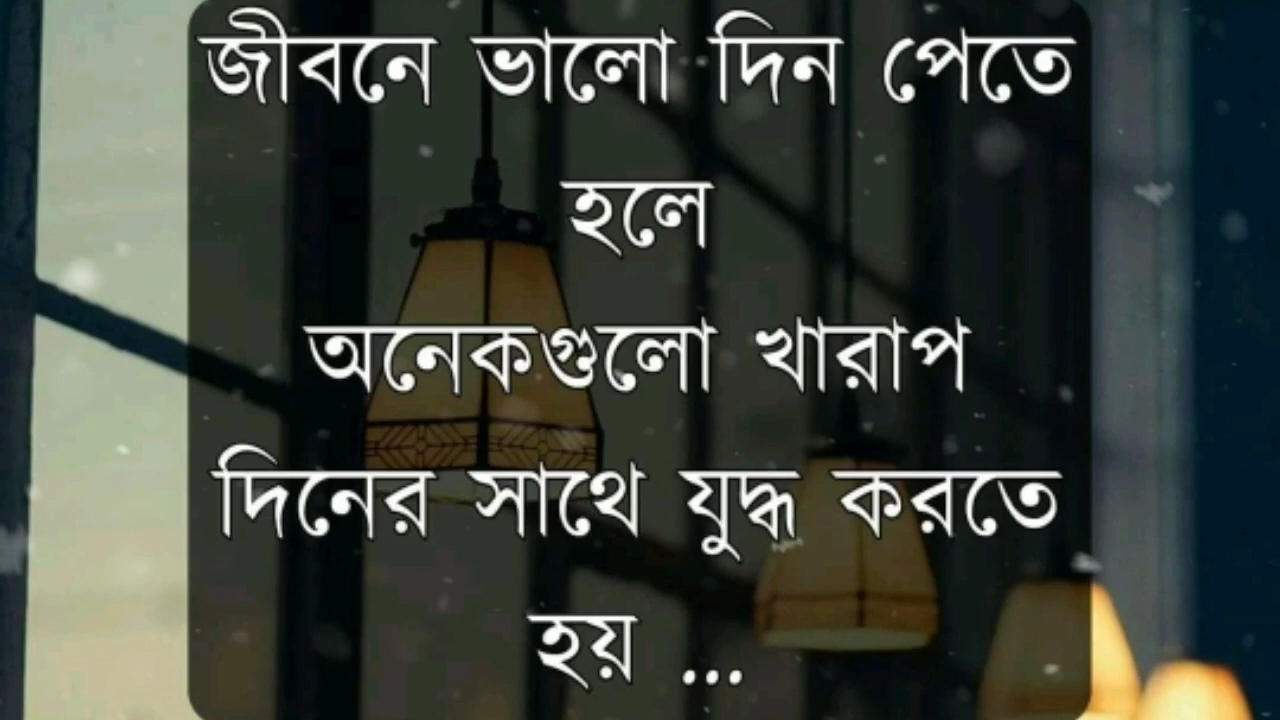 জীবনে ভালো দিন পেতে
হলে
অনেকগুলো খারাপ
দিনের সাথে যুদ্ধ করতে
হয় ...